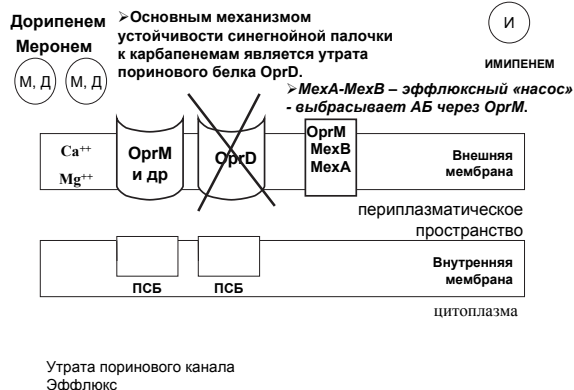 Дорипенем
Меронем
М, Д
М, Д
➢Основным механизмом
устойчивости синегнойной палочки
к карбапенемам является утрата
поринового белка OprD.
И
ИМИПЕНЕМ
➢MexA-MexB – эффлюксный «насос»
- выбрасывает АБ через OprM.
Ca++
Mg++
OprM
и др
OprD
OprM
MexB
MexA
Внешняя
мембрана
периплазматическое
пространство
ПСБ
ПСБ
Внутренняя
мембрана
цитоплазма
Утрата поринового канала
Эффлюкс